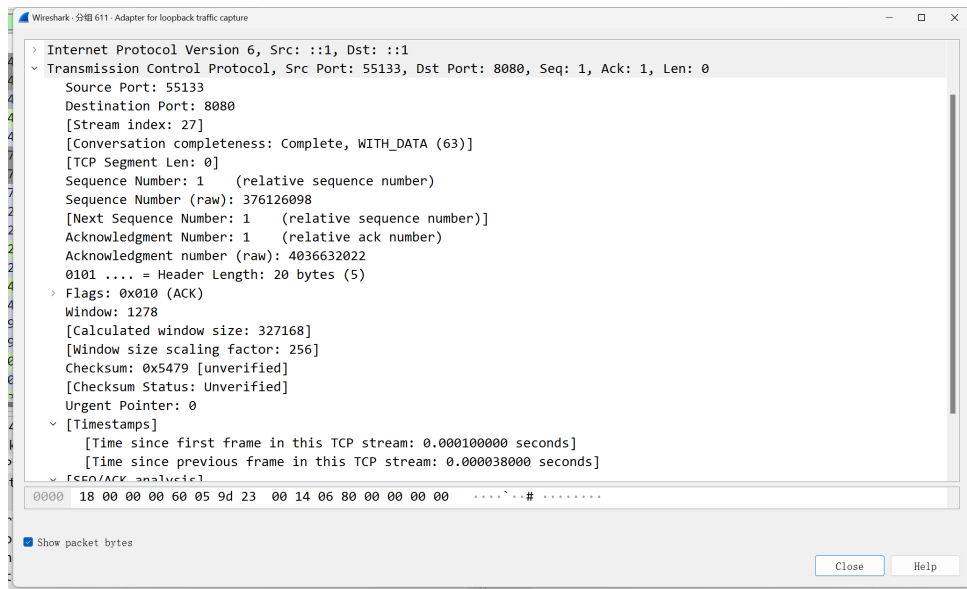 Wireshark · 分组 611 · Adapter for loopback traffic capture
Internet Protocol Version 6, Src: ::1, Dst: ::1
Transmission Control Protocol, Src Port: 55133, Dst Port: 8080, Seq: 1, Ack: 1, Len: 0
Source Port: 55133
Destination Port: 8080
[Stream index: 27]
[Conversation completeness: Complete, WITH_DATA (63)]
[TCP Segment Len: 0]
Sequence Number: 1    (relative sequence number)
Sequence Number (raw): 376126098
[Next Sequence Number: 1    (relative sequence number)]
Acknowledgment Number: 1    (relative ack number)
Acknowledgment number (raw): 4036632022
0101 .... = Header Length: 20 bytes (5)
Flags: 0x010 (ACK)
Window: 1278
[Calculated window size: 327168]
[Window size scaling factor: 256]
Checksum: 0x5479 [unverified]
[Checksum Status: Unverified]
Urgent Pointer: 0
[Timestamps]
[Time since first frame in this TCP stream: 0.000100000 seconds]
[Time since previous frame in this TCP stream: 0.000038000 seconds]
[SEQ/ACK analysis]
0000  18 00 00 00 60 05 9d 23  00 14 06 80 00 00 00 00  ····`··# ········
Show packet bytes
Close Help